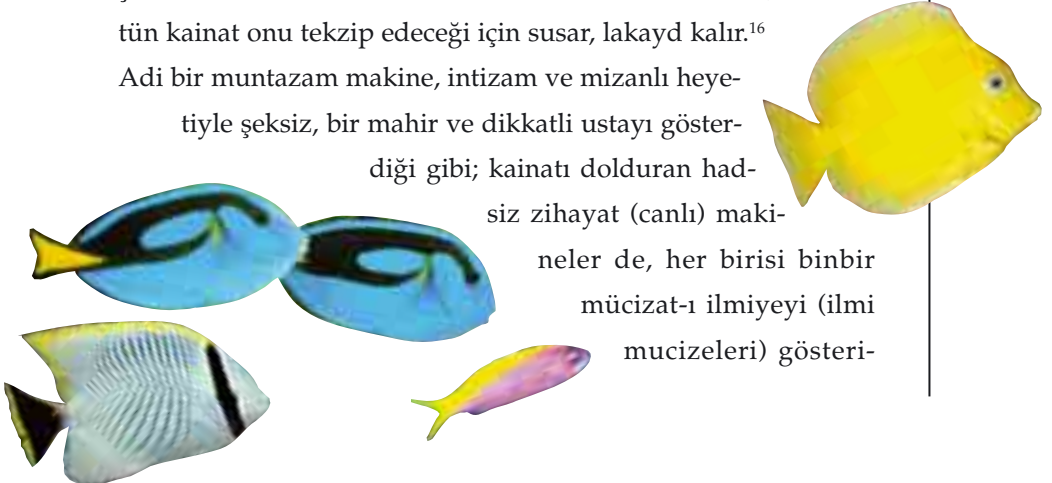 tün kainat onu tekzip edeceği için susar, lakayd kalır.16
Adi bir muntazam makine, intizam ve mizanlı heye-
tiyle şeksiz, bir mahir ve dikkatli ustayı göster-
diği gibi; kainatı dolduran had-
siz zihayat (canlı) maki-
neler de, her birisi binbir
mücizat-ı ilmiyeyi (ilmi
mucizeleri) gösteri-